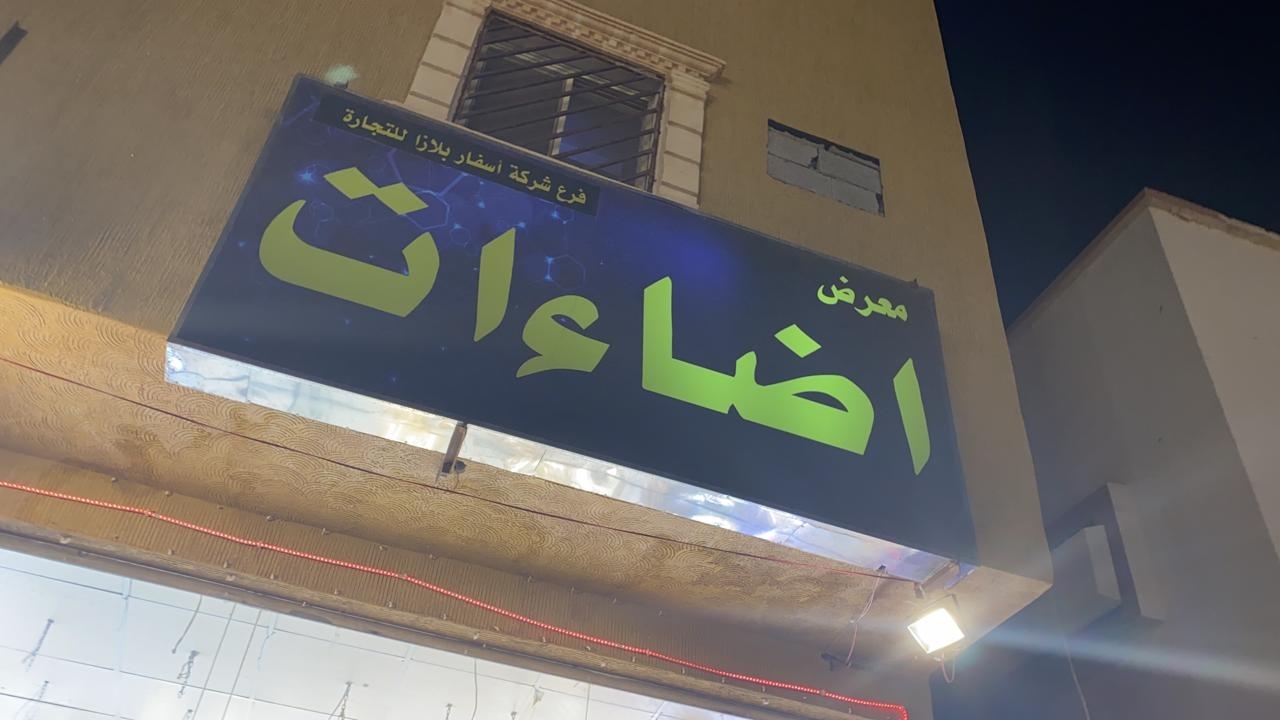 فرع شركة أسفار بلازا للتجارة
معرض
اضاءات